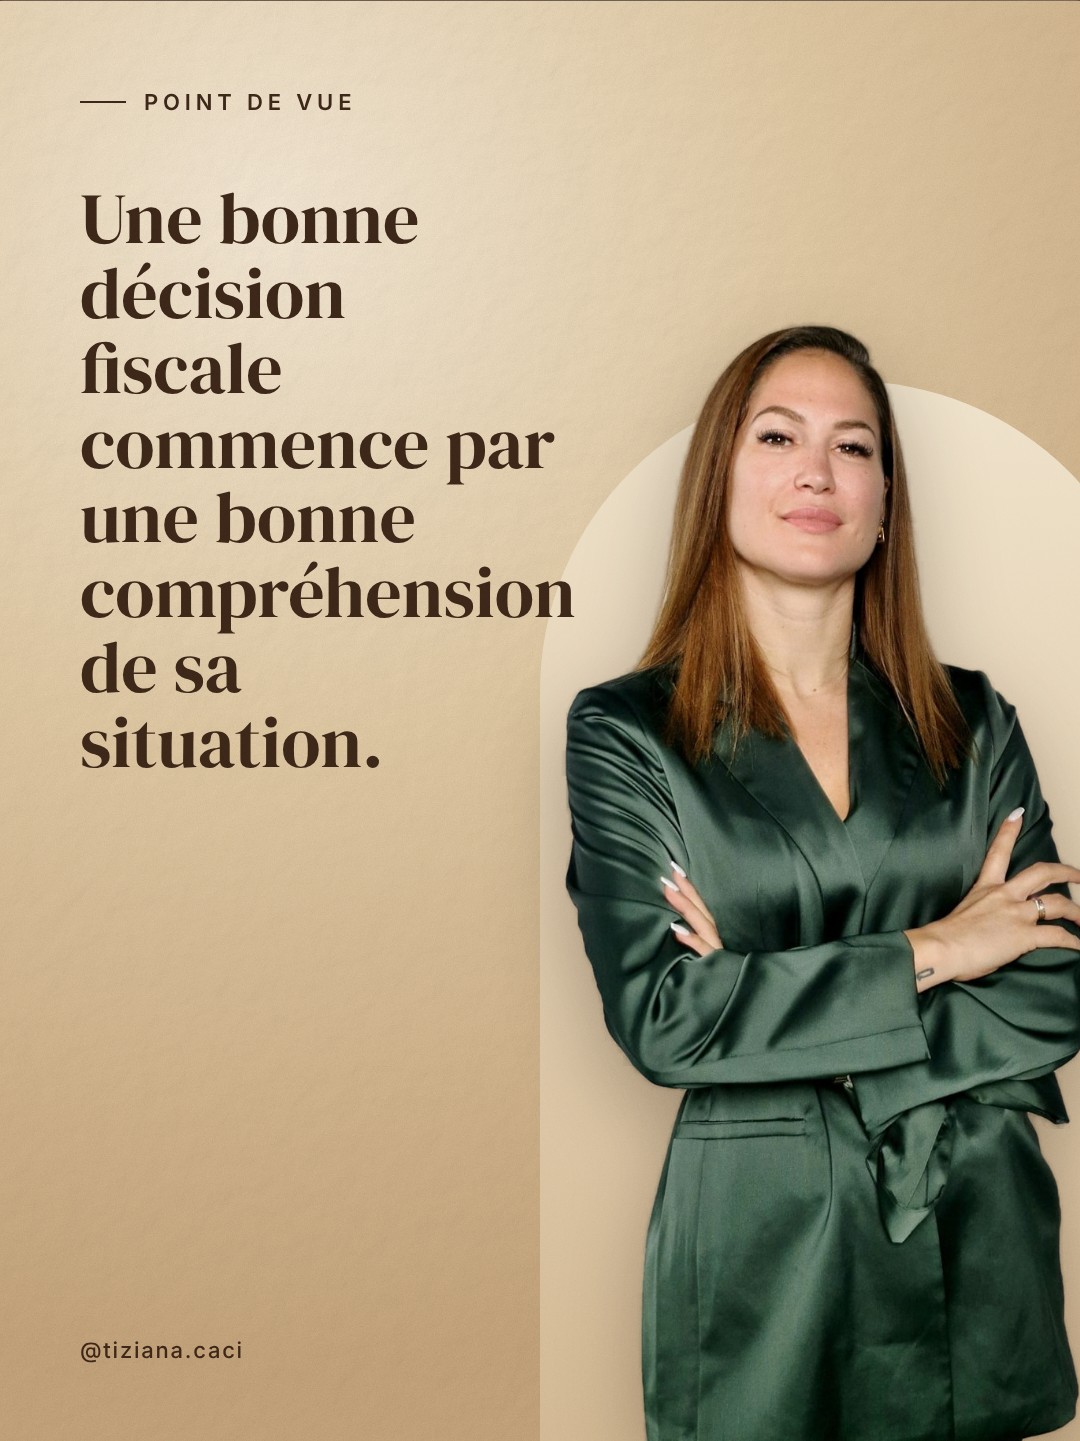 POINT DE VUE
Une bonne
décision
fiscale
commence par
une bonne
compréhension
de sa
situation.
@tiziana.caci